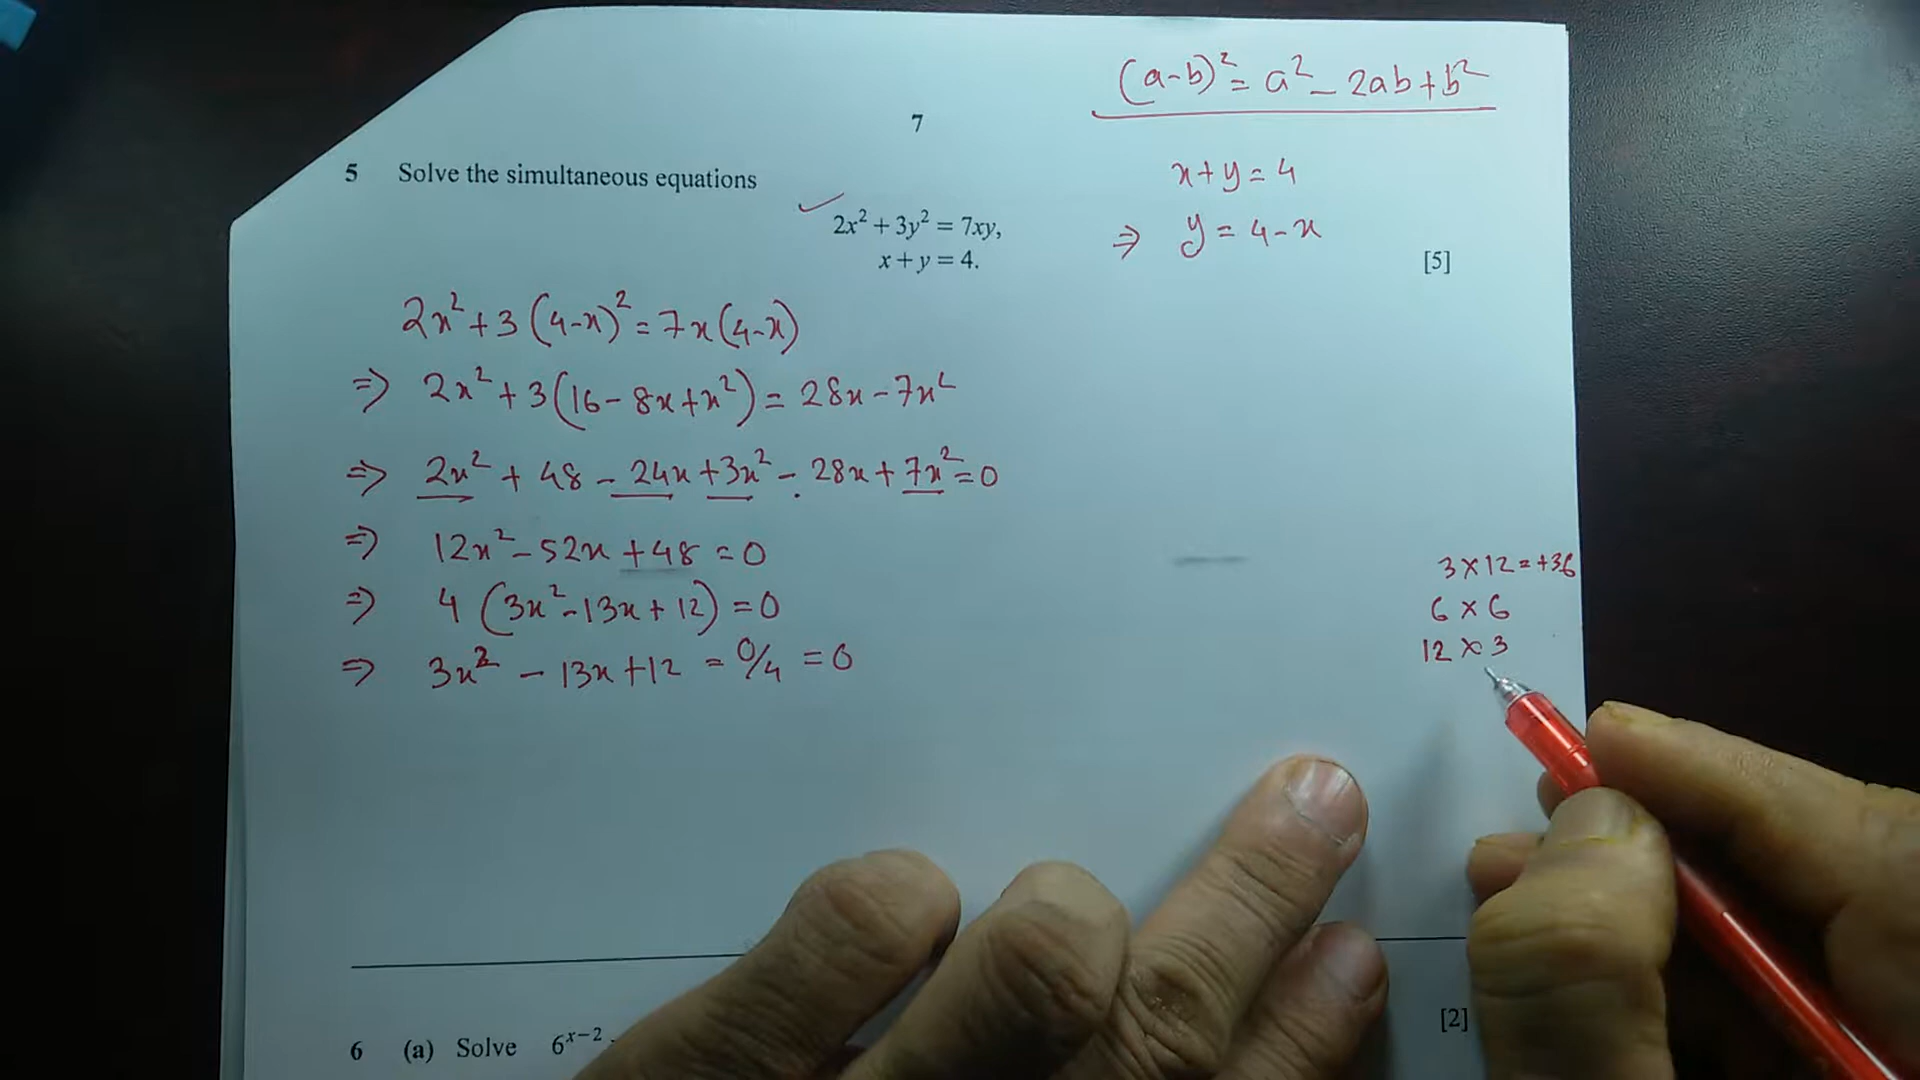 (a-b)² = a² - 2ab + b²
7
5 Solve the simultaneous equations
2x² + 3y² = 7xy,
x + y = 4.
[5]
x + y = 4
⇒ y = 4 - x
2x² + 3(4-x)² = 7x(4-x)
⇒ 2x² + 3(16 - 8x + x²) = 28x - 7x²
⇒ 2x² + 48 - 24x + 3x² - 28x + 7x² = 0
⇒ 12x² - 52x + 48 = 0
⇒ 4(3x² - 13x + 12) = 0
⇒ 3x² - 13x + 12 = 0/4 = 0
3 × 12 = +36
6 × 6
12 × 3
[2]
6 (a) Solve 6ˣ⁻²